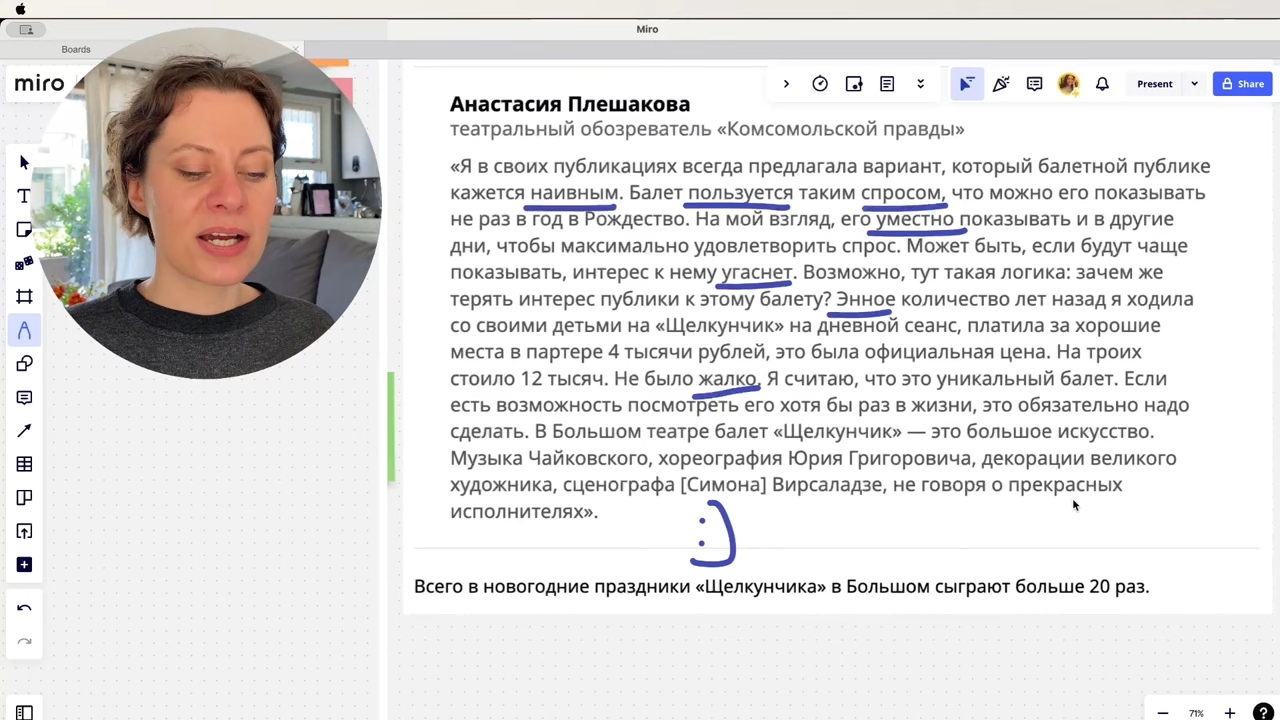 Miro
Boards
miro
Present
Share
Анастасия Плешакова
театральный обозреватель «Комсомольской правды»
«Я в своих публикациях всегда предлагала вариант, который балетной публике
кажется наивным. Балет пользуется таким спросом, что можно его показывать
не раз в год в Рождество. На мой взгляд, его уместно показывать и в другие
дни, чтобы максимально удовлетворить спрос. Может быть, если будут чаще
показывать, интерес к нему угаснет. Возможно, тут такая логика: зачем же
терять интерес публики к этому балету? Энное количество лет назад я ходила
со своими детьми на «Щелкунчик» на дневной сеанс, платила за хорошие
места в партере 4 тысячи рублей, это была официальная цена. На троих
стоило 12 тысяч. Не было жалко. Я считаю, что это уникальный балет. Если
есть возможность посмотреть его хотя бы раз в жизни, это обязательно надо
сделать. В Большом театре балет «Щелкунчик» — это большое искусство.
Музыка Чайковского, хореография Юрия Григоровича, декорации великого
художника, сценографа [Симона] Вирсаладзе, не говоря о прекрасных
исполнителях».
:)
Всего в новогодние праздники «Щелкунчика» в Большом сыграют больше 20 раз.
71%